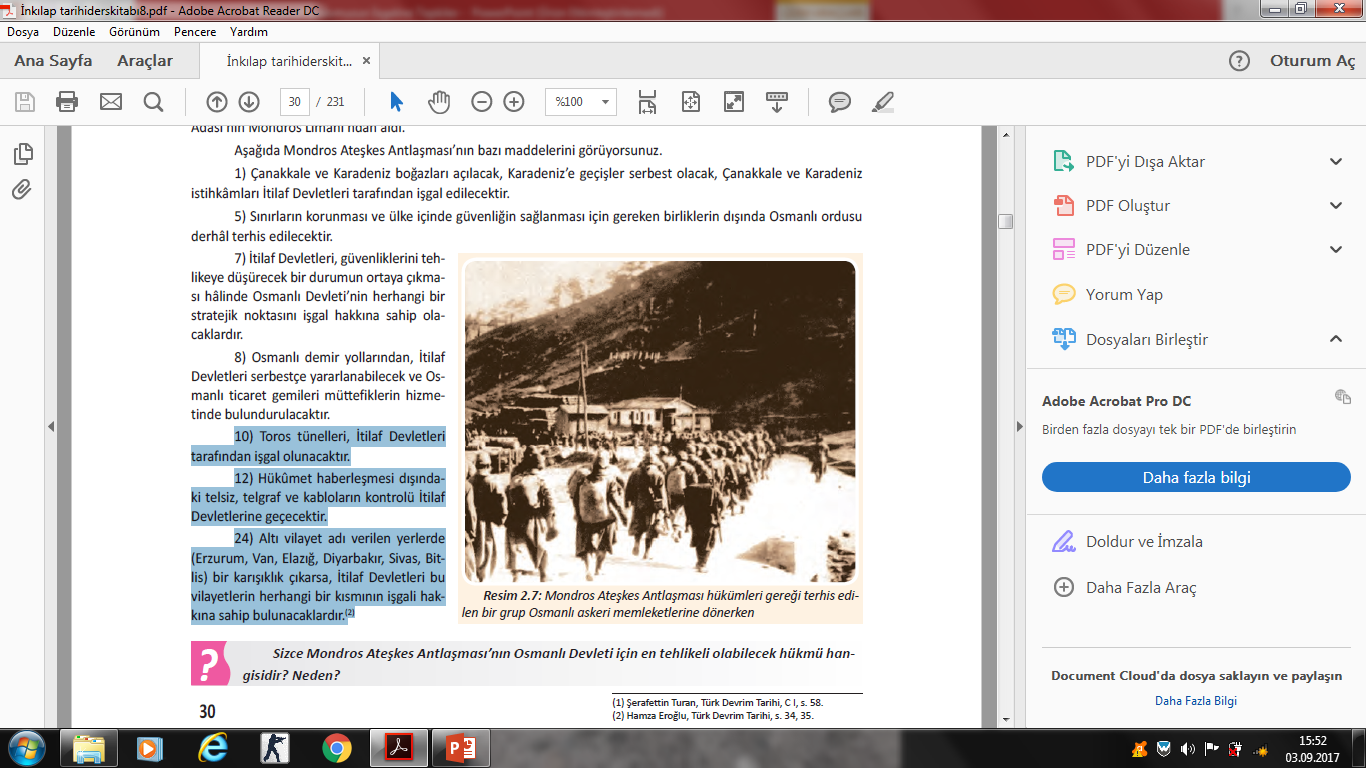 İnkılap tarihiderskitabı8.pdf - Adobe Acrobat Reader DC
Dosya Düzenle Görünüm Pencere Yardım
Ana Sayfa Araçlar İnkılap tarihiderskit... × Oturum Aç
30 / 231 %100
Adası'nın Mondros Limanı'ndan aldı.
Aşağıda Mondros Ateşkes Antlaşması'nın bazı maddelerini görüyorsunuz.
1) Çanakkale ve Karadeniz boğazları açılacak, Karadeniz'e geçişler serbest olacak, Çanakkale ve Karadeniz
istihkâmları İtilaf Devletleri tarafından işgal edilecektir.
5) Sınırların korunması ve ülke içinde güvenliğin sağlanması için gereken birliklerin dışında Osmanlı ordusu
derhâl terhis edilecektir.
7) İtilaf Devletleri, güvenliklerini teh-
likeye düşürecek bir durumun ortaya çıkma-
sı hâlinde Osmanlı Devleti'nin herhangi bir
stratejik noktasını işgal hakkına sahip ola-
caklardır.
8) Osmanlı demir yollarından, İtilaf
Devletleri serbestçe yararlanabilecek ve Os-
manlı ticaret gemileri müttefiklerin hizme-
tinde bulundurulacaktır.
10) Toros tünelleri, İtilaf Devletleri
tarafından işgal olunacaktır.
12) Hükûmet haberleşmesi dışında-
ki telsiz, telgraf ve kabloların kontrolü İtilaf
Devletlerine geçecektir.
24) Altı vilayet adı verilen yerlerde
(Erzurum, Van, Elazığ, Diyarbakır, Sivas, Bit-
lis) bir karışıklık çıkarsa, İtilaf Devletleri bu
vilayetlerin herhangi bir kısmının işgali hak-
kına sahip bulunacaklardır.(2)
Resim 2.7: Mondros Ateşkes Antlaşması hükümleri gereği terhis edi-
len bir grup Osmanlı askeri memleketlerine dönerken
? Sizce Mondros Ateşkes Antlaşması'nın Osmanlı Devleti için en tehlikeli olabilecek hükmü han-
gisidir? Neden?
(1) Şerafettin Turan, Türk Devrim Tarihi, C I, s. 58.
(2) Hamza Eroğlu, Türk Devrim Tarihi, s. 34, 35.
30
PDF'yi Dışa Aktar
PDF Oluştur
PDF'yi Düzenle
Yorum Yap
Dosyaları Birleştir
Adobe Acrobat Pro DC
Birden fazla dosyayı tek bir PDF'de birleştirin
Daha fazla bilgi
Doldur ve İmzala
Daha Fazla Araç
Document Cloud'da dosya saklayın ve paylaşın
Daha Fazla Bilgi
15:52
03.09.2017